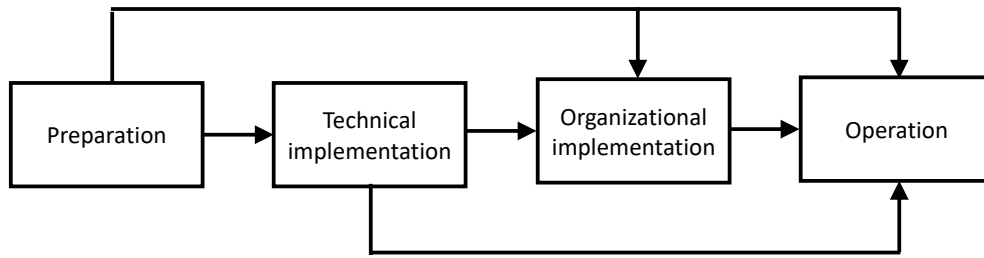 Preparation
Technical
implementation
Organizational
implementation
Operation